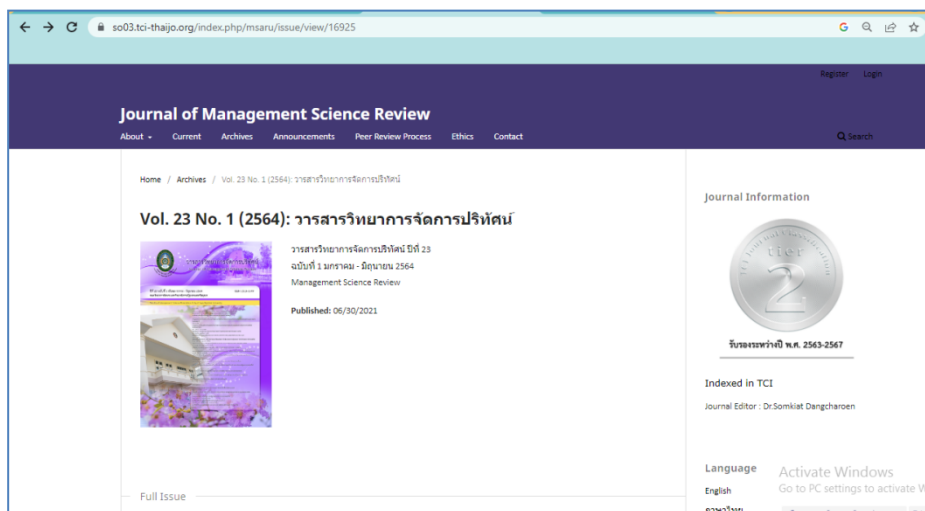 so03.tci-thaijo.org/index.php/msaru/issue/view/16925
Register Login
Journal of Management Science Review
About Current Archives Announcements Peer Review Process Ethics Contact
Search
Home / Archives / Vol. 23 No. 1 (2564): วารสารวิทยาการจัดการปริทัศน์
Vol. 23 No. 1 (2564): วารสารวิทยาการจัดการปริทัศน์
วารสารวิทยาการจัดการปริทัศน์ ปีที่ 23
ฉบับที่ 1 มกราคม - มิถุนายน 2564
Management Science Review
Published: 06/30/2021
Full Issue
Journal Information
tier
2
รับรองระหว่างปี พ.ศ. 2563-2567
Indexed in TCI
Journal Editor : Dr.Somkiat Dangcharoen
Language
English
ภาษาไทย
Activate Windows
Go to PC settings to activate W